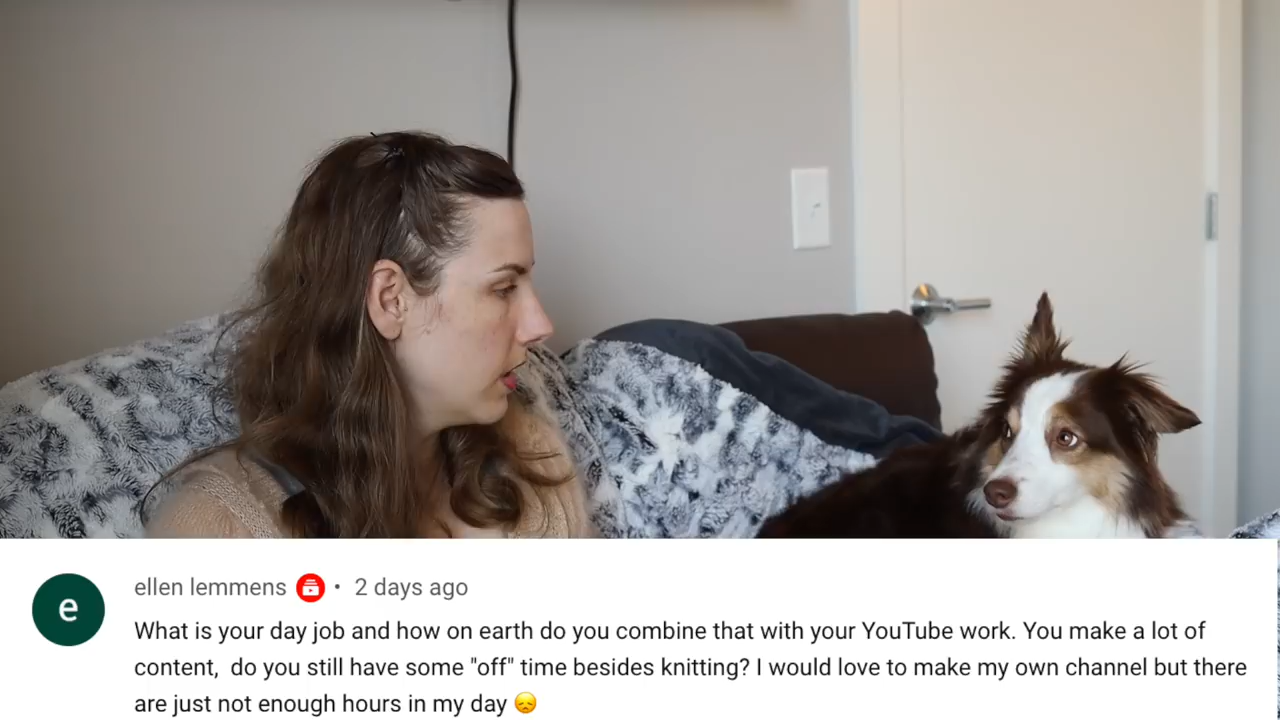 e
ellen lemmens • 2 days ago
What is your day job and how on earth do you combine that with your YouTube work. You make a lot of
content,  do you still have some "off" time besides knitting? I would love to make my own channel but there
are just not enough hours in my day 😞